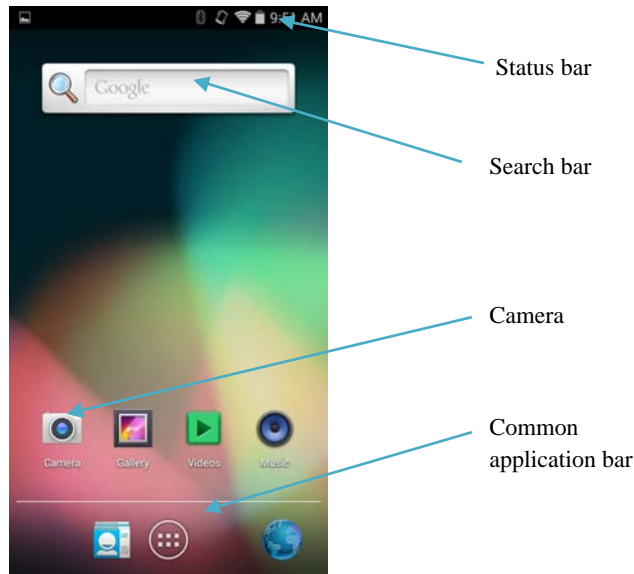 9:51 AM
Status bar
Google
Search bar
Camera
Camera
Gallery
Videos
Music
Common
application bar